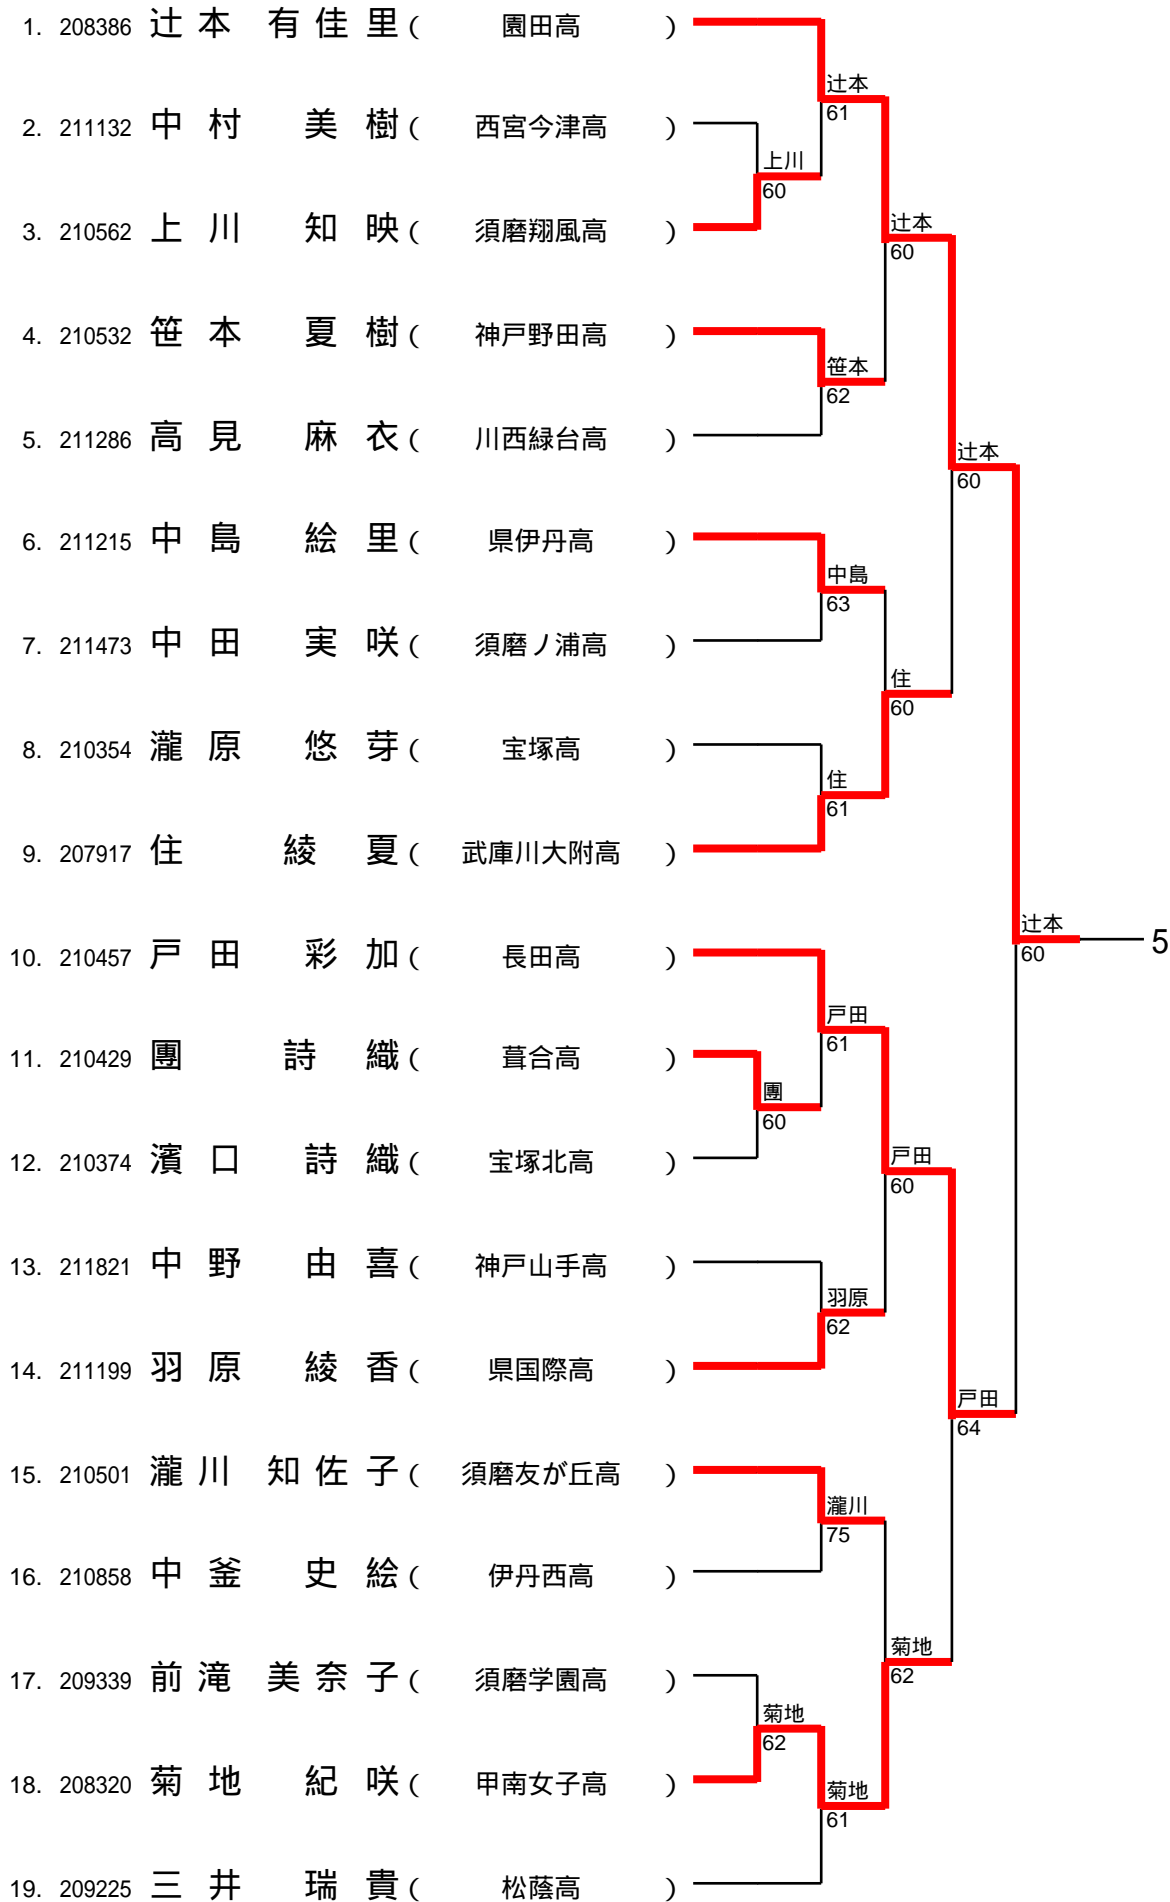 1. 208386 辻本 有佳里 ( 園田高 )
辻本
61
2. 211132 中村 美樹 ( 西宮今津高 )
上川
60
3. 210562 上川 知映 ( 須磨翔風高 )
辻本
60
4. 210532 笹本 夏樹 ( 神戸野田高 )
笹本
62
5. 211286 高見 麻衣 ( 川西緑台高 )
辻本
60
6. 211215 中島 絵里 ( 県伊丹高 )
中島
63
7. 211473 中田 実咲 ( 須磨ノ浦高 )
住
60
8. 210354 瀧原 悠芽 ( 宝塚高 )
住
61
9. 207917 住 綾夏 ( 武庫川大附高 )
辻本
60
5
10. 210457 戸田 彩加 ( 長田高 )
戸田
61
11. 210429 團 詩織 ( 葺合高 )
團
60
12. 210374 濱口 詩織 ( 宝塚北高 )
戸田
60
13. 211821 中野 由喜 ( 神戸山手高 )
羽原
62
14. 211199 羽原 綾香 ( 県国際高 )
戸田
64
15. 210501 瀧川 知佐子 ( 須磨友が丘高 )
瀧川
75
16. 210858 中釜 史絵 ( 伊丹西高 )
菊地
62
17. 209339 前滝 美奈子 ( 須磨学園高 )
菊地
62
18. 208320 菊地 紀咲 ( 甲南女子高 )
菊地
61
19. 209225 三井 瑞貴 ( 松蔭高 )